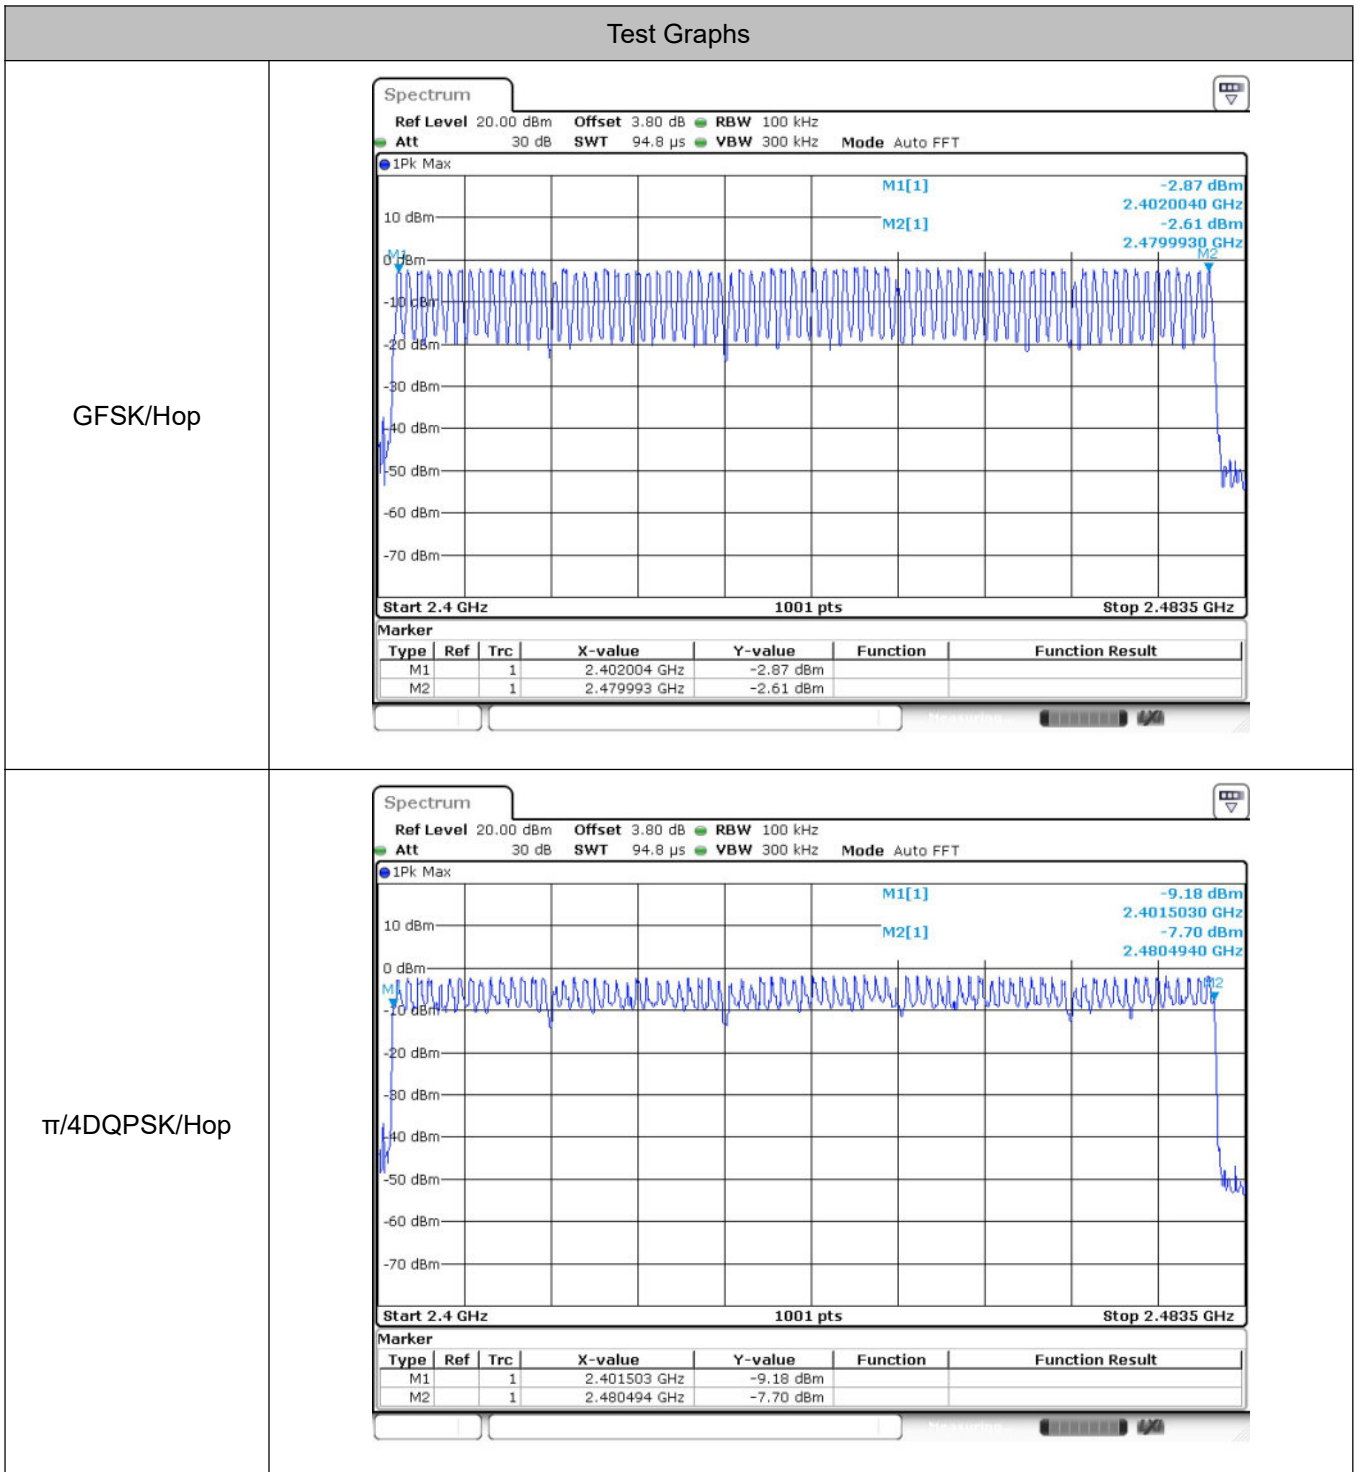 Test Graphs
GFSK/Hop
Spectrum
Ref Level 20.00 dBm Offset 3.80 dB RBW 100 kHz
Att 30 dB SWT 94.8 µs VBW 300 kHz Mode Auto FFT
1Pk Max
M1[1] -2.87 dBm
2.4020040 GHz
10 dBm
M2[1] -2.61 dBm
2.4799930 GHz
M1 M2
0 dBm
-10 dBm
-20 dBm
-30 dBm
-40 dBm
-50 dBm
-60 dBm
-70 dBm
Start 2.4 GHz 1001 pts Stop 2.4835 GHz
Marker
Type Ref Trc X-value Y-value Function Function Result
M1 1 2.402004 GHz -2.87 dBm
M2 1 2.479993 GHz -2.61 dBm
Measuring...
π/4DQPSK/Hop
Spectrum
Ref Level 20.00 dBm Offset 3.80 dB RBW 100 kHz
Att 30 dB SWT 94.8 µs VBW 300 kHz Mode Auto FFT
1Pk Max
M1[1] -9.18 dBm
2.4015030 GHz
10 dBm
M2[1] -7.70 dBm
2.4804940 GHz
0 dBm
M2
-10 dBm
-20 dBm
-30 dBm
-40 dBm
-50 dBm
-60 dBm
-70 dBm
Start 2.4 GHz 1001 pts Stop 2.4835 GHz
Marker
Type Ref Trc X-value Y-value Function Function Result
M1 1 2.401503 GHz -9.18 dBm
M2 1 2.480494 GHz -7.70 dBm
Measuring...